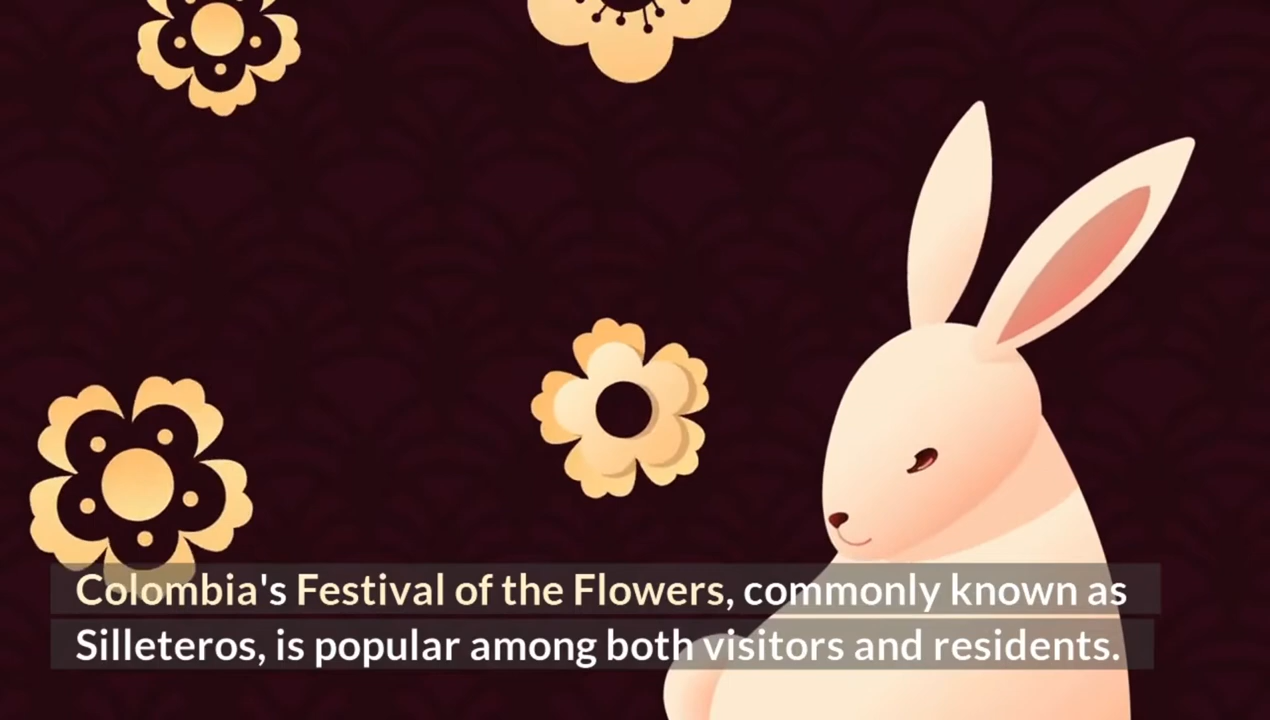 Colombia's Festival of the Flowers, commonly known as
Silleteros, is popular among both visitors and residents.